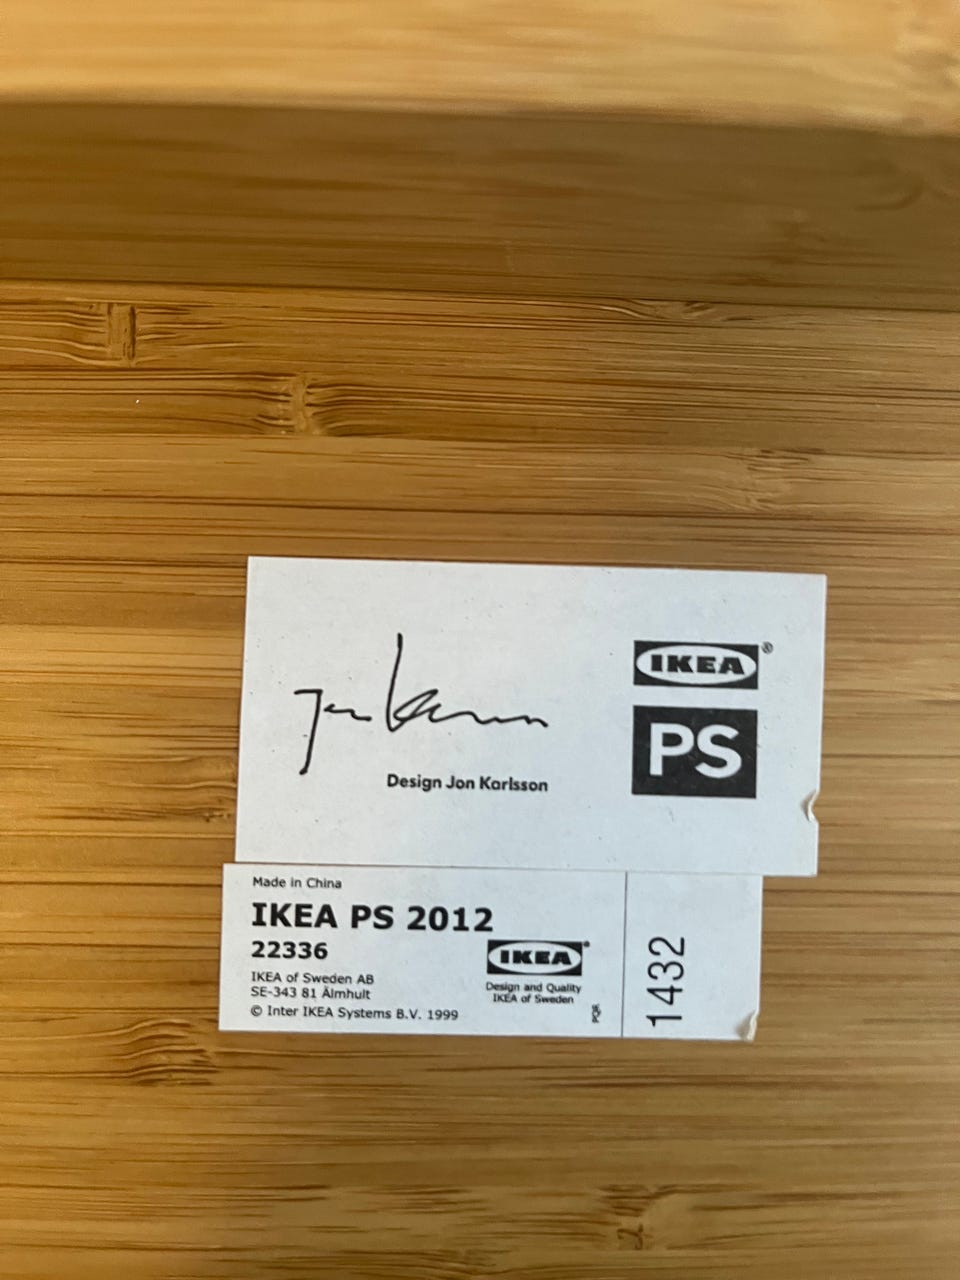 IKEA®
PS
Design Jon Karlsson
Made in China
IKEA PS 2012
22336
IKEA of Sweden AB
SE-343 81 Älmhult
© Inter IKEA Systems B.V. 1999
IKEA®
Design and Quality
IKEA of Sweden
PQR
1432